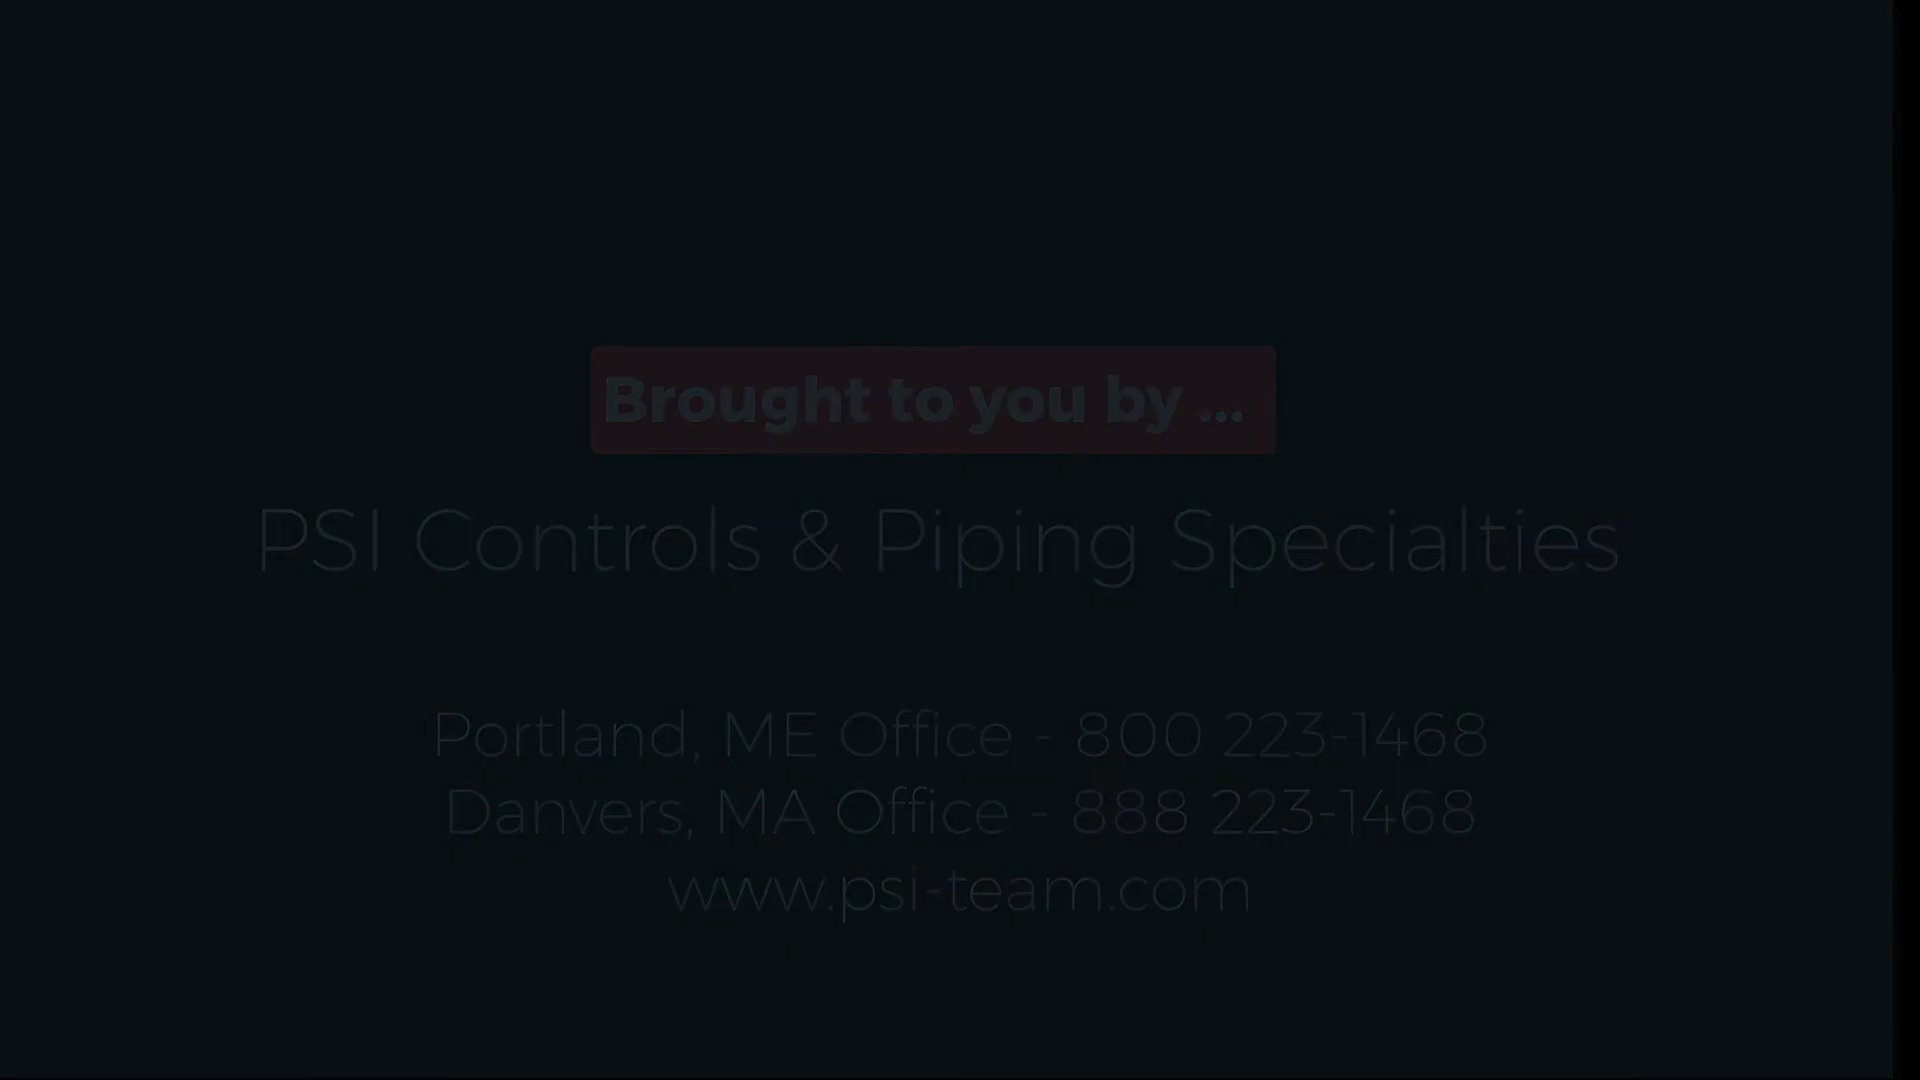 Brought to you by ...
PSI Controls & Piping Specialties
Portland, ME Office - 800 223-1468
Danvers, MA Office - 888 223-1468
www.psi-team.com